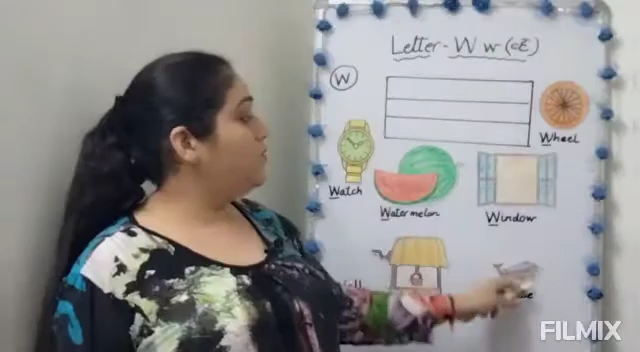 Letter - W w (வ)
W
Wheel
Watch
Watermelon
Window
FILMIX